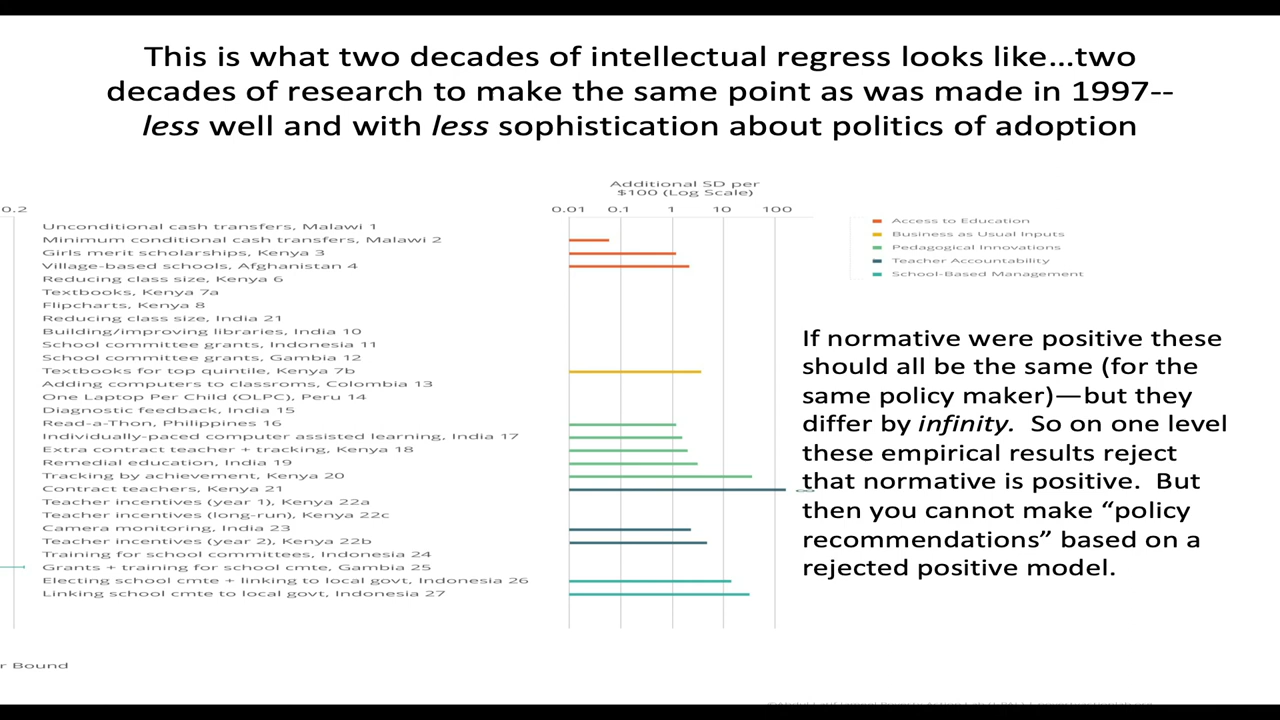 This is what two decades of intellectual regress looks like...two
decades of research to make the same point as was made in 1997--
less well and with less sophistication about politics of adoption
Additional SD per
$100 (Log Scale)
0.2
0.01 0.1 1 10 100
Unconditional cash transfers, Malawi 1
Minimum conditional cash transfers, Malawi 2
Girls merit scholarships, Kenya 3
Village-based schools, Afghanistan 4
Reducing class size, Kenya 6
Textbooks, Kenya 7a
Flipcharts, Kenya 8
Reducing class size, India 21
Building/improving libraries, India 10
School committee grants, Indonesia 11
School committee grants, Gambia 12
Textbooks for top quintile, Kenya 7b
Adding computers to classroms, Colombia 13
One Laptop Per Child (OLPC), Peru 14
Diagnostic feedback, India 15
Read-a-Thon, Philippines 16
Individually-paced computer assisted learning, India 17
Extra contract teacher + tracking, Kenya 18
Remedial education, India 19
Tracking by achievement, Kenya 20
Contract teachers, Kenya 21
Teacher incentives (year 1), Kenya 22a
Teacher incentives (long-run), Kenya 22c
Camera monitoring, India 23
Teacher incentives (year 2), Kenya 22b
Training for school committees, Indonesia 24
Grants + training for school cmte, Gambia 25
Electing school cmte + linking to local govt, Indonesia 26
Linking school cmte to local govt, Indonesia 27
r Bound
Access to Education
Business as Usual Inputs
Pedagogical Innovations
Teacher Accountability
School-Based Management
If normative were positive these
should all be the same (for the
same policy maker)—but they
differ by infinity. So on one level
these empirical results reject
that normative is positive. But
then you cannot make “policy
recommendations” based on a
rejected positive model.